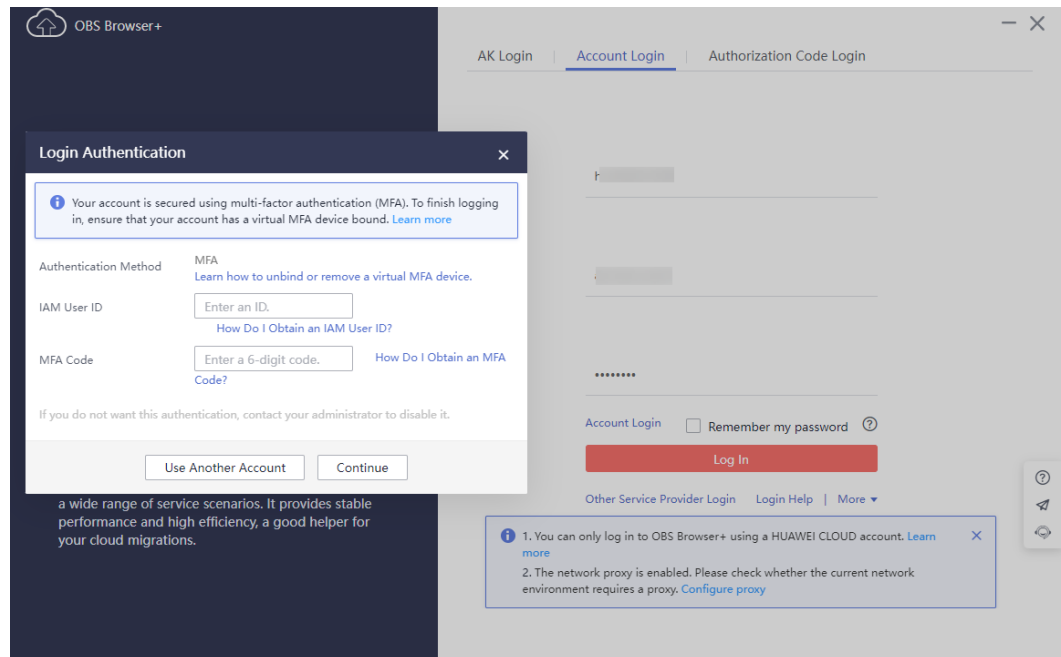 OBS Browser+
AK Login
Account Login
Authorization Code Login
Login Authentication
Your account is secured using multi-factor authentication (MFA). To finish logging
in, ensure that your account has a virtual MFA device bound. Learn more
Authentication Method
MFA
Learn how to unbind or remove a virtual MFA device.
IAM User ID
Enter an ID.
How Do I Obtain an IAM User ID?
MFA Code
Enter a 6-digit code.
How Do I Obtain an MFA
Code?
If you do not want this authentication, contact your administrator to disable it.
Use Another Account
Continue
a wide range of service scenarios. It provides stable
performance and high efficiency, a good helper for
your cloud migrations.
h
••••••••
Account Login
Remember my password
Log In
Other Service Provider Login
Login Help | More
1. You can only log in to OBS Browser+ using a HUAWEI CLOUD account. Learn
more
2. The network proxy is enabled. Please check whether the current network
environment requires a proxy. Configure proxy